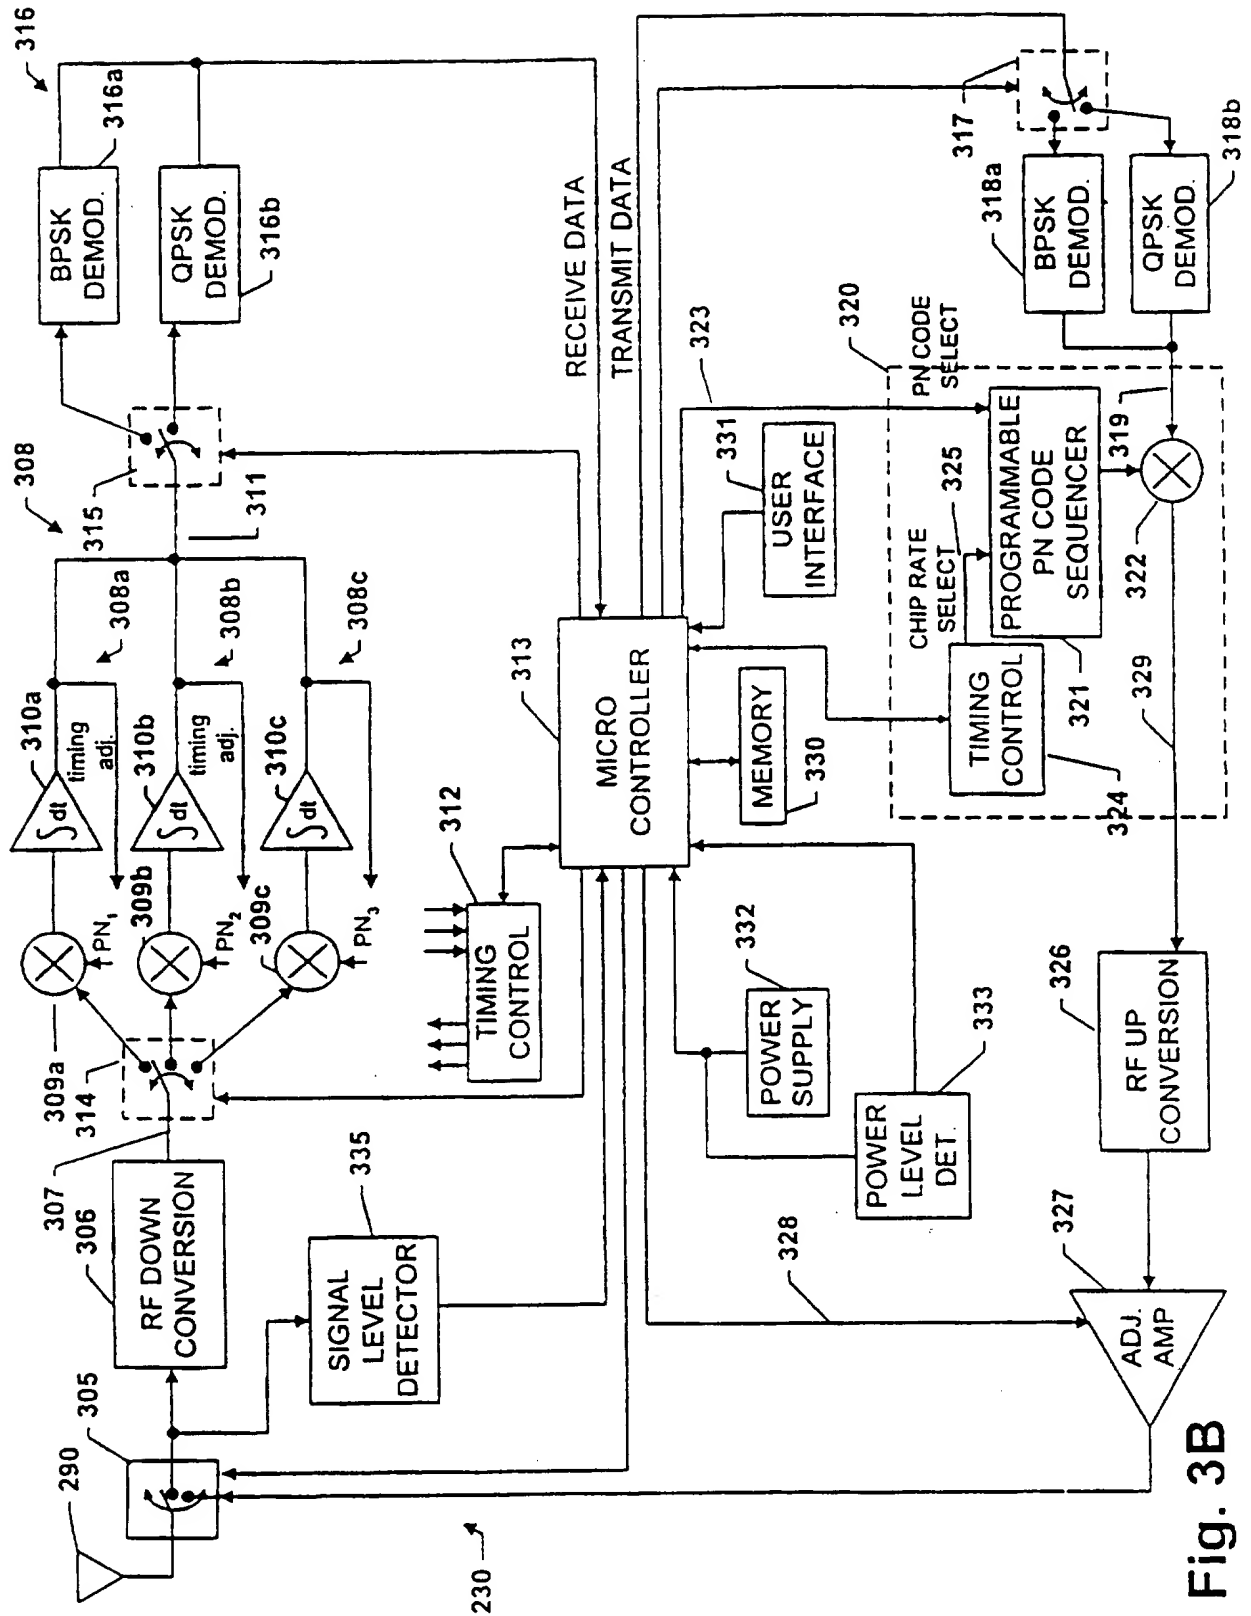 290
305
306
307
RF DOWN
CONVERSION
335
SIGNAL
LEVEL
DETECTOR
309a
314
PN1
309b
PN2
309c
PN3
310a
∫dt
timing
adj.
310b
∫dt
timing
adj.
310c
∫dt
308a
308b
308c
308
315
311
BPSK
DEMOD.
316a
316
QPSK
DEMOD.
316b
RECEIVE DATA
TRANSMIT DATA
312
TIMING
CONTROL
313
MICRO
CONTROLLER
332
POWER
SUPPLY
333
POWER
LEVEL
DET.
MEMORY
330
331
USER
INTERFACE
323
317
318a
BPSK
DEMOD.
QPSK
DEMOD.
318b
320
PN CODE
SELECT
CHIP RATE
SELECT
325
TIMING
CONTROL
324
PROGRAMMABLE
PN CODE
SEQUENCER
321
319
322
329
326
RF UP
CONVERSION
328
327
ADJ.
AMP
230
Fig. 3B